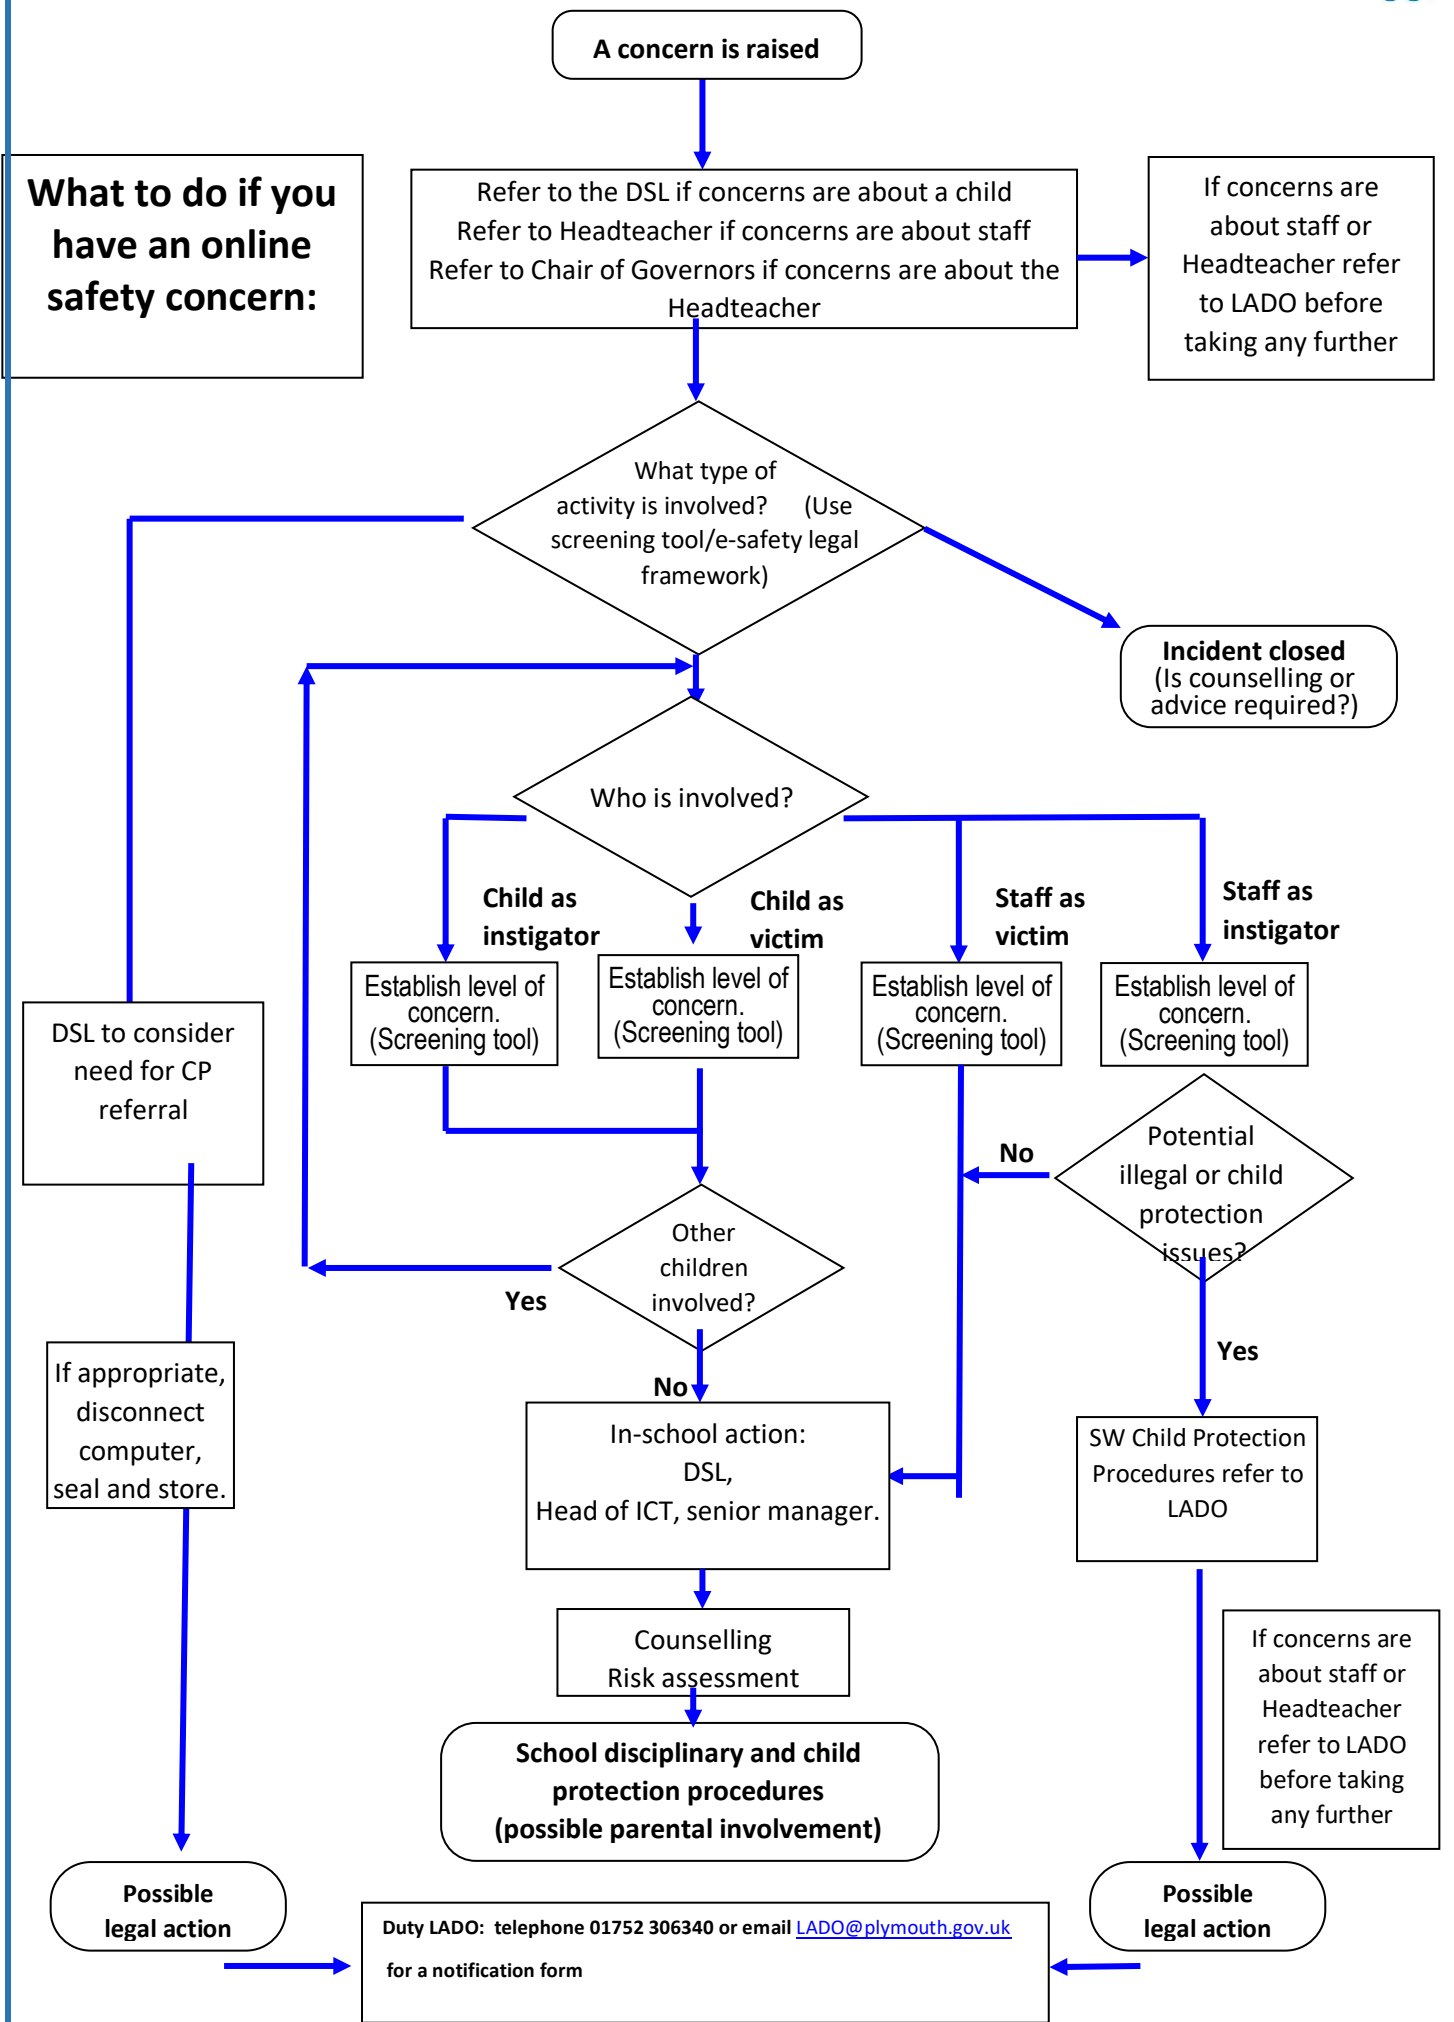 A concern is raised
What to do if you
have an online
safety concern:
Refer to the DSL if concerns are about a child
Refer to Headteacher if concerns are about staff
Refer to Chair of Governors if concerns are about the
Headteacher
If concerns are
about staff or
Headteacher refer
to LADO before
taking any further
What type of
activity is involved? (Use
screening tool/e-safety legal
framework)
Incident closed
(Is counselling or
advice required?)
Who is involved?
Child as
instigator
Child as
victim
Staff as
victim
Staff as
instigator
Establish level of
concern.
(Screening tool)
Establish level of
concern.
(Screening tool)
Establish level of
concern.
(Screening tool)
Establish level of
concern.
(Screening tool)
DSL to consider
need for CP
referral
Potential
illegal or child
protection
issues?
No
Other
children
involved?
Yes
Yes
If appropriate,
disconnect
computer,
seal and store.
No
In-school action:
DSL,
Head of ICT, senior manager.
SW Child Protection
Procedures refer to
LADO
Counselling
Risk assessment
If concerns are
about staff or
Headteacher
refer to LADO
before taking
any further
School disciplinary and child
protection procedures
(possible parental involvement)
Possible
legal action
Possible
legal action
Duty LADO: telephone 01752 306340 or email LADO@plymouth.gov.uk
for a notification form